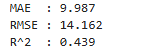 MAE  : 9.987
RMSE : 14.162
R^2  : 0.439